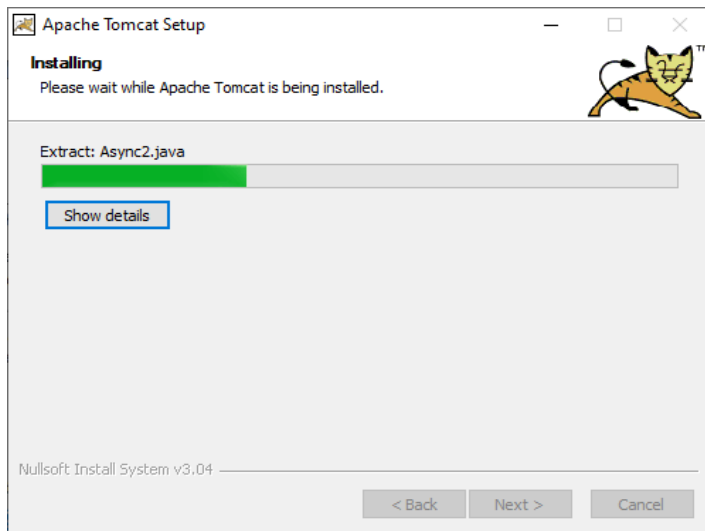 Apache Tomcat Setup
Installing
Please wait while Apache Tomcat is being installed.
TM
Extract: Async2.java
Show details
Nullsoft Install System v3.04
< Back
Next >
Cancel